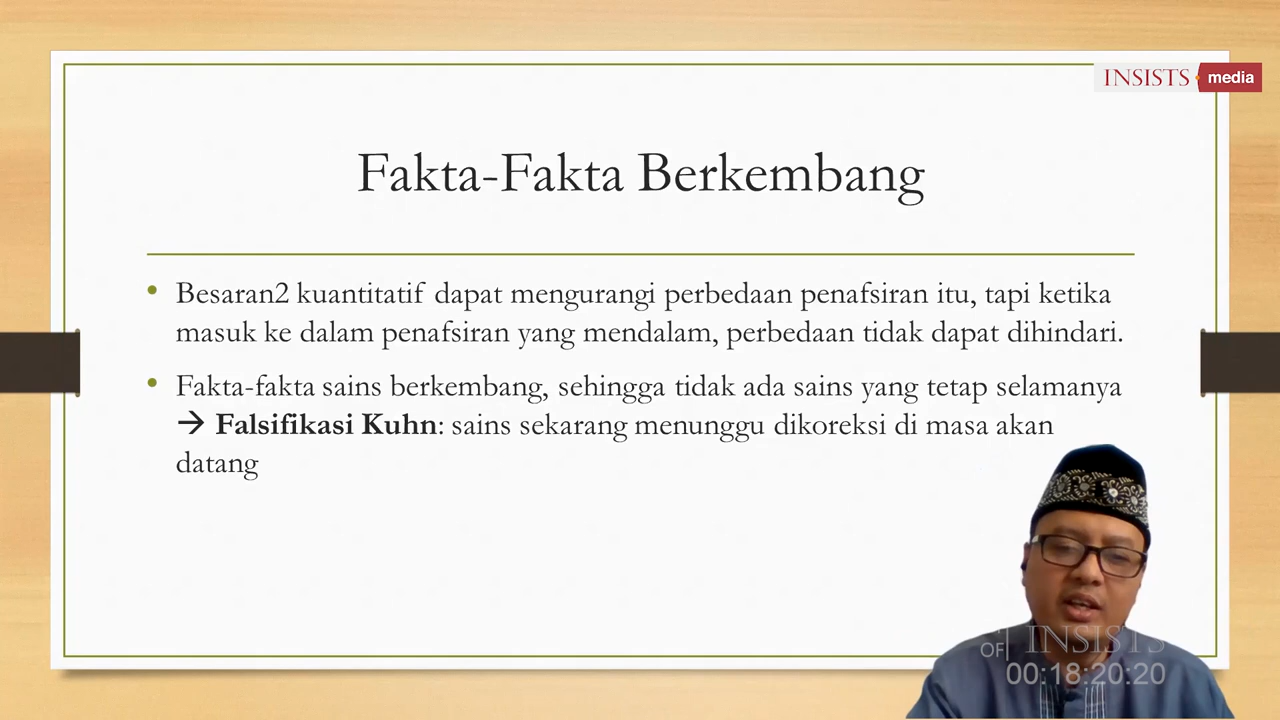 INSISTS media
Fakta-Fakta Berkembang
• Besaran2 kuantitatif dapat mengurangi perbedaan penafsiran itu, tapi ketika
masuk ke dalam penafsiran yang mendalam, perbedaan tidak dapat dihindari.
• Fakta-fakta sains berkembang, sehingga tidak ada sains yang tetap selamanya
→ Falsifikasi Kuhn: sains sekarang menunggu dikoreksi di masa akan
datang
OF INSISTS
00:18:20:20